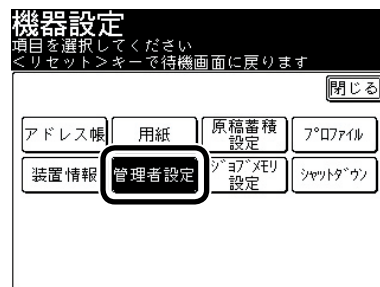 機器設定
項目を選択してください
<リセット>キーで待機画面に戻ります
閉じる
アドレス帳 用紙 原稿蓄積設定 プロファイル
装置情報 管理者設定 ジョブメモリ設定 シャットダウン